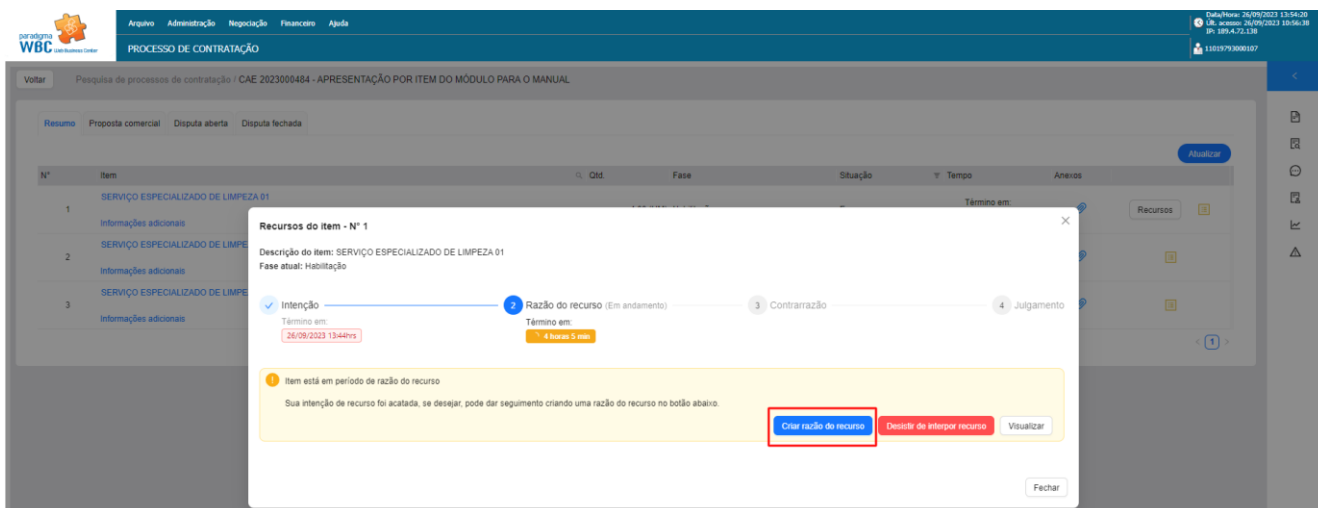 paradigma
WBC Web Business Center
Arquivo Administração Negociação Financeiro Ajuda
Data/Hora: 26/09/2023 13:54:20
Últ. acesso: 26/09/2023 10:56:38
IP: 189.4.72.138
PROCESSO DE CONTRATAÇÃO
11019793000107
Voltar Pesquisa de processos de contratação / CAE 2023000484 - APRESENTAÇÃO POR ITEM DO MÓDULO PARA O MANUAL
Resumo Proposta comercial Disputa aberta Disputa fechada
Atualizar
N° Item Qtd. Fase Situação Tempo Anexos
SERVIÇO ESPECIALIZADO DE LIMPEZA 01
Término em:
1 Recursos
Informações adicionais
SERVIÇO ESPECIALIZADO DE LIMPE
2
Informações adicionais
SERVIÇO ESPECIALIZADO DE LIMPE
3
Informações adicionais
1
Recursos do item - N° 1
Descrição do item: SERVIÇO ESPECIALIZADO DE LIMPEZA 01
Fase atual: Habilitação
Intenção 2 Razão do recurso (Em andamento) 3 Contrarrazão 4 Julgamento
Término em: Término em:
26/09/2023 13:44hrs 4 horas 5 min
Item está em período de razão do recurso
Sua intenção de recurso foi acatada, se desejar, pode dar seguimento criando uma razão do recurso no botão abaixo.
Criar razão do recurso Desistir de interpor recurso Visualizar
Fechar